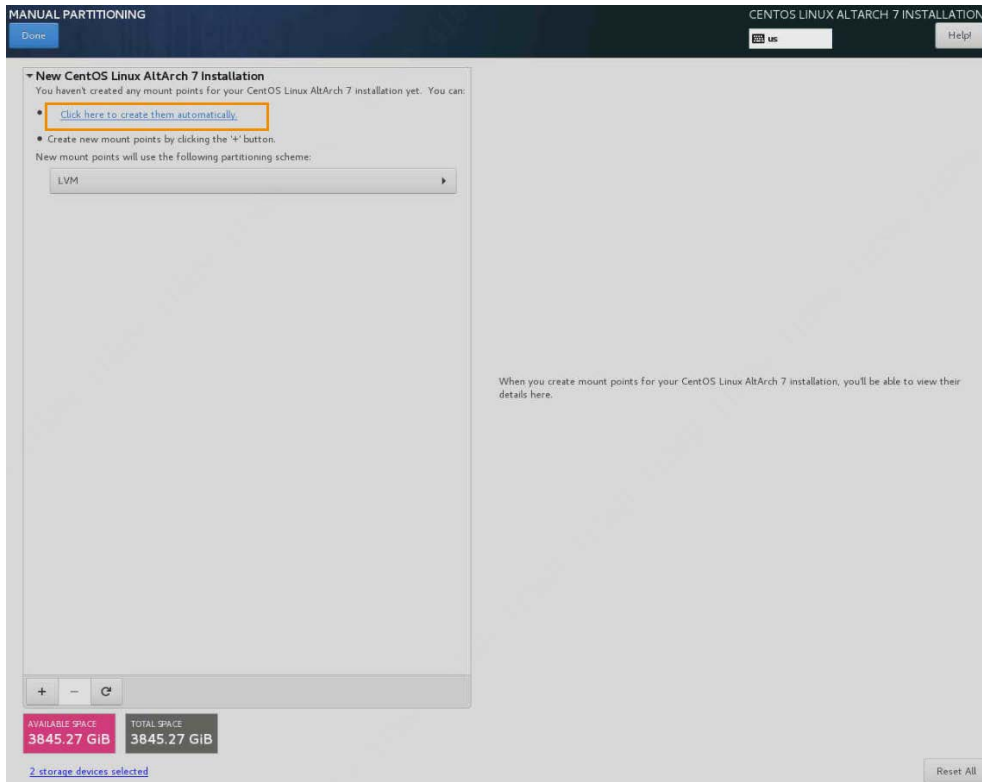 MANUAL PARTITIONING
CENTOS LINUX ALTARCH 7 INSTALLATION
Done
us
Help!
New CentOS Linux AltArch 7 Installation
You haven't created any mount points for your CentOS Linux AltArch 7 installation yet. You can:
• Click here to create them automatically.
• Create new mount points by clicking the '+' button.
New mount points will use the following partitioning scheme:
LVM
When you create mount points for your CentOS Linux AltArch 7 installation, you'll be able to view their
details here.
AVAILABLE SPACE
3845.27 GiB
TOTAL SPACE
3845.27 GiB
2 storage devices selected
Reset All